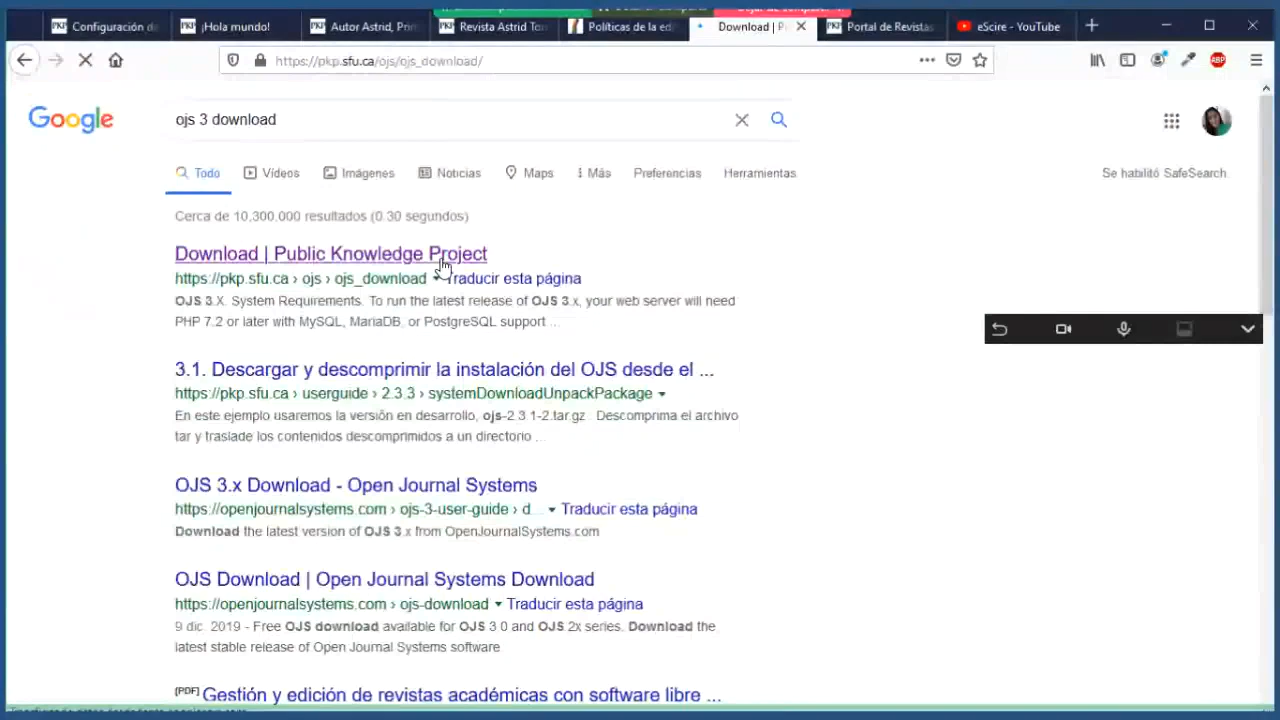 Configuración de
¡Hola mundo!
Autor Astrid, Prim
Revista Astrid Tor
Políticas de la edi
Download | P
Portal de Revistas
eScire - YouTube
https://pkp.sfu.ca/ojs/ojs_download/
Google
ojs 3 download
Todo
Vídeos
Imágenes
Noticias
Maps
Más
Preferencias
Herramientas
Se habilitó SafeSearch
Cerca de 10,300,000 resultados (0.30 segundos)
Download | Public Knowledge Project
https://pkp.sfu.ca › ojs › ojs_download Traducir esta página
OJS 3.X. System Requirements. To run the latest release of OJS 3.x, your web server will need
PHP 7.2 or later with MySQL, MariaDB, or PostgreSQL support ...
3.1. Descargar y descomprimir la instalación del OJS desde el ...
https://pkp.sfu.ca › userguide › 2.3.3 › systemDownloadUnpackPackage
En este ejemplo usaremos la versión en desarrollo, ojs-2.3.1-2.tar.gz. Descomprima el archivo
tar y traslade los contenidos descomprimidos a un directorio ...
OJS 3.x Download - Open Journal Systems
https://openjournalsystems.com › ojs-3-user-guide › d... Traducir esta página
Download the latest version of OJS 3.x from OpenJournalSystems.com
OJS Download | Open Journal Systems Download
https://openjournalsystems.com › ojs-download Traducir esta página
9 dic. 2019 - Free OJS download available for OJS 3.0 and OJS 2x series. Download the
latest stable release of Open Journal Systems software
[PDF] Gestión y edición de revistas académicas con software libre ...